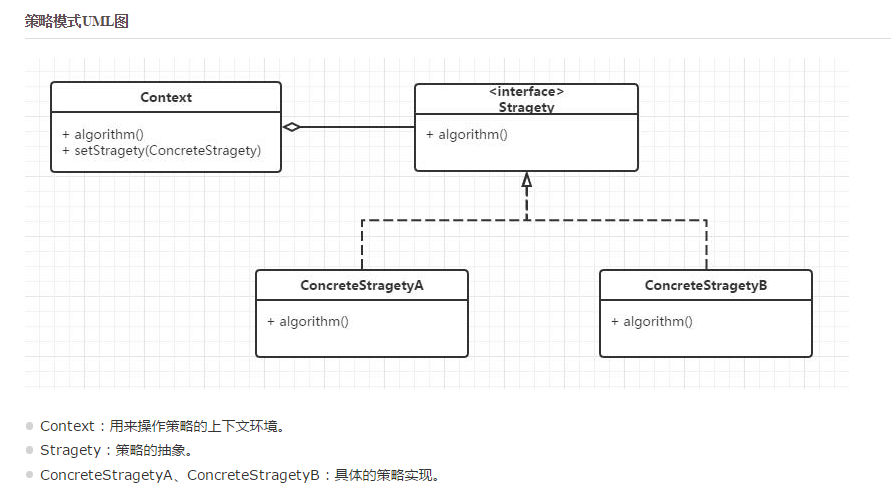 策略模式UML图
Context
+ algorithm()
+ setStragety(ConcreteStragety)
<interface>
Stragety
+ algorithm()
ConcreteStragetyA
+ algorithm()
ConcreteStragetyB
+ algorithm()
Context：用来操作策略的上下文环境。
Stragety：策略的抽象。
ConcreteStragetyA、ConcreteStragetyB：具体的策略实现。